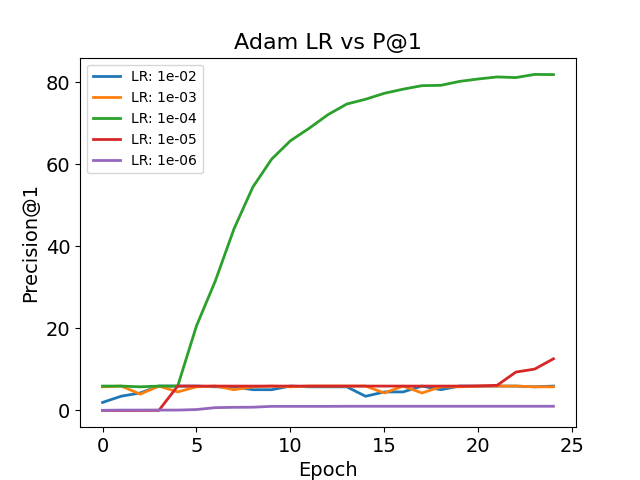 Adam LR vs P@1
LR: 1e-02
LR: 1e-03
LR: 1e-04
LR: 1e-05
LR: 1e-06
Precision@1
80
60
40
20
0
0 5 10 15 20 25
Epoch